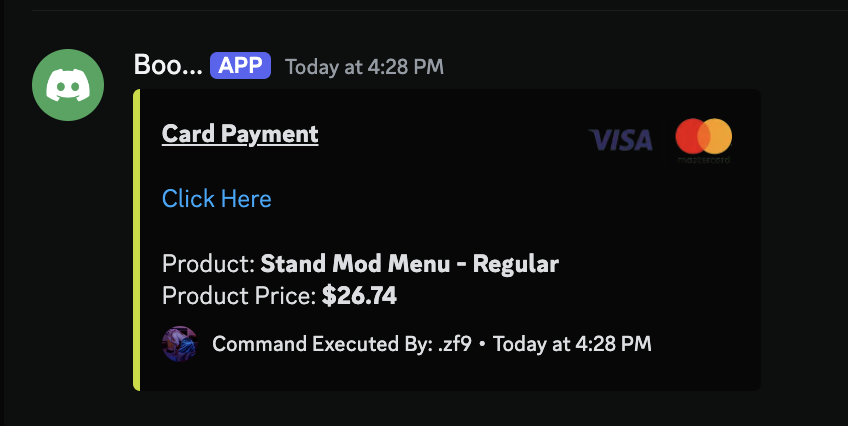 Boo... APP Today at 4:28 PM
Card Payment
VISA
mastercard
Click Here
Product: Stand Mod Menu - Regular
Product Price: $26.74
Command Executed By: .zf9 • Today at 4:28 PM